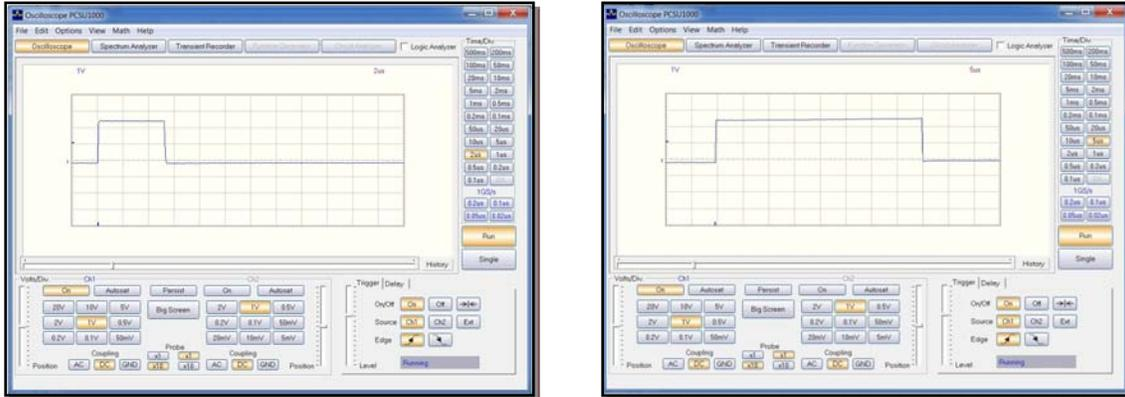 Oscilloscope PCSU1000
File Edit Options View Math Help
Oscilloscope Spectrum Analyzer Transient Recorder Logic Analyzer
Time/Div
500ms 200ms
100ms 50ms
20ms 10ms
5ms 2ms
1ms 0.5ms
0.2ms 0.1ms
50us 20us
10us 5us
2us 1us
0.5us 0.2us
0.1us
1GS/s
0.2us 0.1us
0.05us 0.02us
Run
Single
1V 2us
History
Volts/Div. Ch1 Ch2
On Autoset Persist On Autoset
20V 10V 5V Big Screen 2V 1V 0.5V
2V 1V 0.5V 0.2V 0.1V 50mV
0.2V 0.1V 50mV 20mV 10mV 5mV
Coupling Probe Coupling
x1 x1
Position AC DC GND x10 x10 AC DC GND Position
Trigger Delay
On/Off On Off
Source Ch1 Ch2 Ext
Edge
Level Running
Oscilloscope PCSU1000
File Edit Options View Math Help
Oscilloscope Spectrum Analyzer Transient Recorder Logic Analyzer
Time/Div
500ms 200ms
100ms 50ms
20ms 10ms
5ms 2ms
1ms 0.5ms
0.2ms 0.1ms
50us 20us
10us 5us
2us 1us
0.5us 0.2us
0.1us
1GS/s
0.2us 0.1us
0.05us 0.02us
Run
Single
1V 5us
History
Volts/Div. Ch1 Ch2
On Autoset Persist On Autoset
20V 10V 5V Big Screen 2V 1V 0.5V
2V 1V 0.5V 0.2V 0.1V 50mV
0.2V 0.1V 50mV 20mV 10mV 5mV
Coupling Probe Coupling
x1 x1
Position AC DC GND x10 x10 AC DC GND Position
Trigger Delay
On/Off On Off
Source Ch1 Ch2 Ext
Edge
Level Running